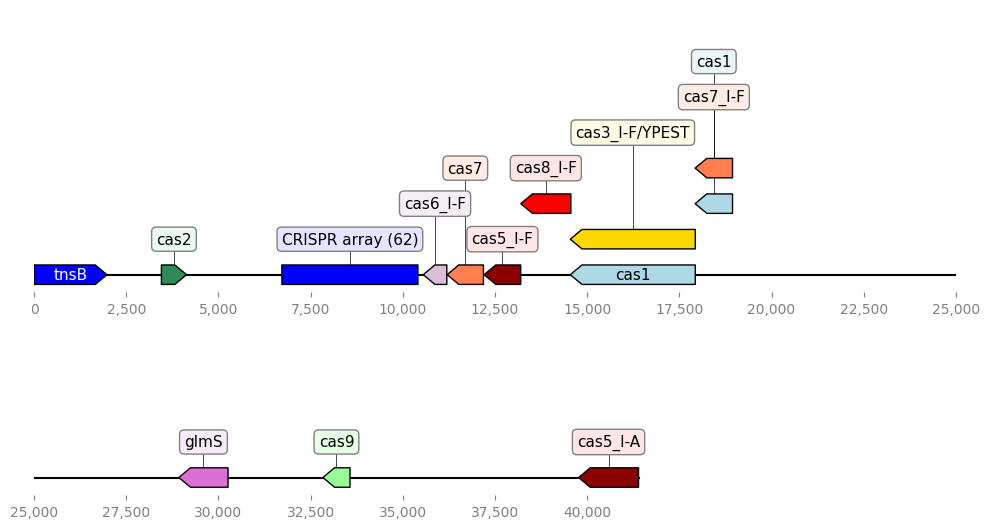 cas1
cas7_I-F
cas3_I-F/YPEST
cas7
cas8_I-F
cas6_I-F
cas2
CRISPR array (62)
cas5_I-F
tnsB
cas1
0
2,500
5,000
7,500
10,000
12,500
15,000
17,500
20,000
22,500
25,000
glmS
cas9
cas5_I-A
25,000
27,500
30,000
32,500
35,000
37,500
40,000